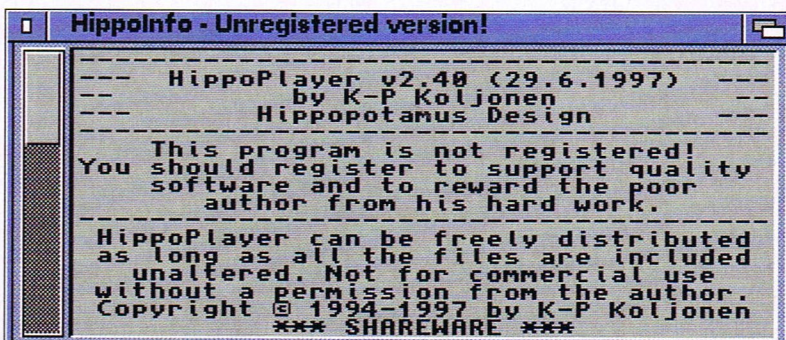 HippoInfo - Unregistered version!
--- HippoPlayer v2.40 (29.6.1997) ---
-- by K-P Koljonen --
--- Hippopotamus Design ---
This program is not registered!
You should register to support quality
software and to reward the poor
author from his hard work.
HippoPlayer can be freely distributed
as long as all the files are included
unaltered. Not for commercial use
without a permission from the author.
Copyright © 1994-1997 by K-P Koljonen
*** SHAREWARE ***